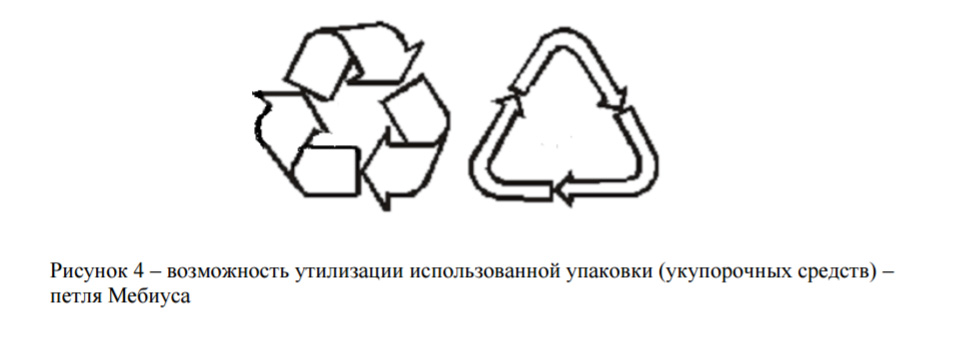 Рисунок 4 – возможность утилизации использованной упаковки (укупорочных средств) –
петля Мебиуса